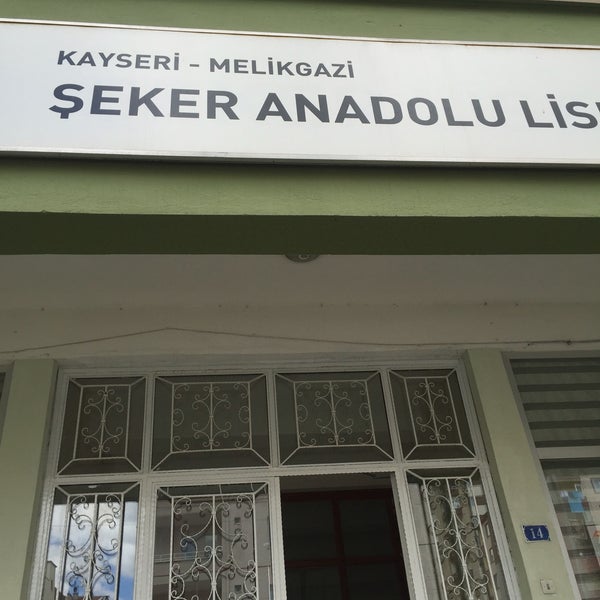 KAYSERİ - MELİKGAZİ
ŞEKER ANADOLU LİS
14